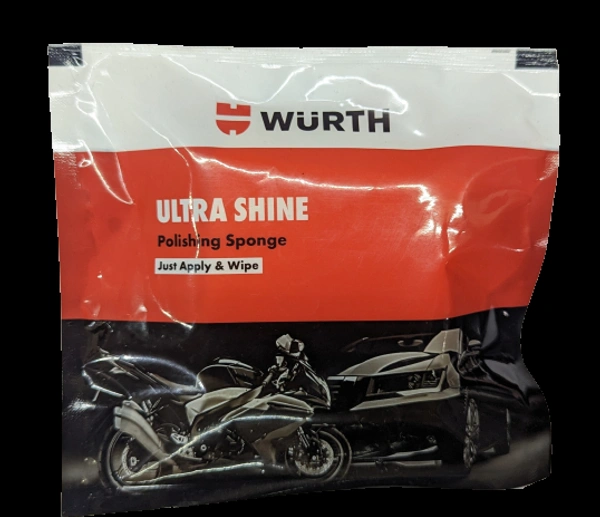 WÜRTH
ULTRA SHINE
Polishing Sponge
Just Apply & Wipe